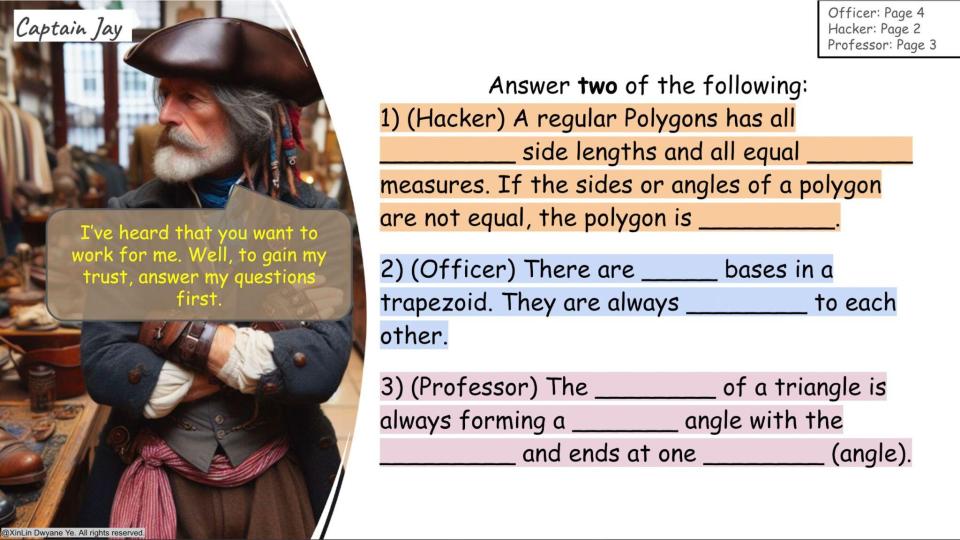 Captain Jay
Officer: Page 4
Hacker: Page 2
Professor: Page 3
I've heard that you want to
work for me. Well, to gain my
trust, answer my questions
first.
Answer two of the following:
1) (Hacker) A regular Polygons has all
__________ side lengths and all equal ________
measures. If the sides or angles of a polygon
are not equal, the polygon is __________.
2) (Officer) There are ______ bases in a
trapezoid. They are always _________ to each
other.
3) (Professor) The _________ of a triangle is
always forming a ________ angle with the
__________ and ends at one _________ (angle).
@XinLin Dwyane Ye. All rights reserved.